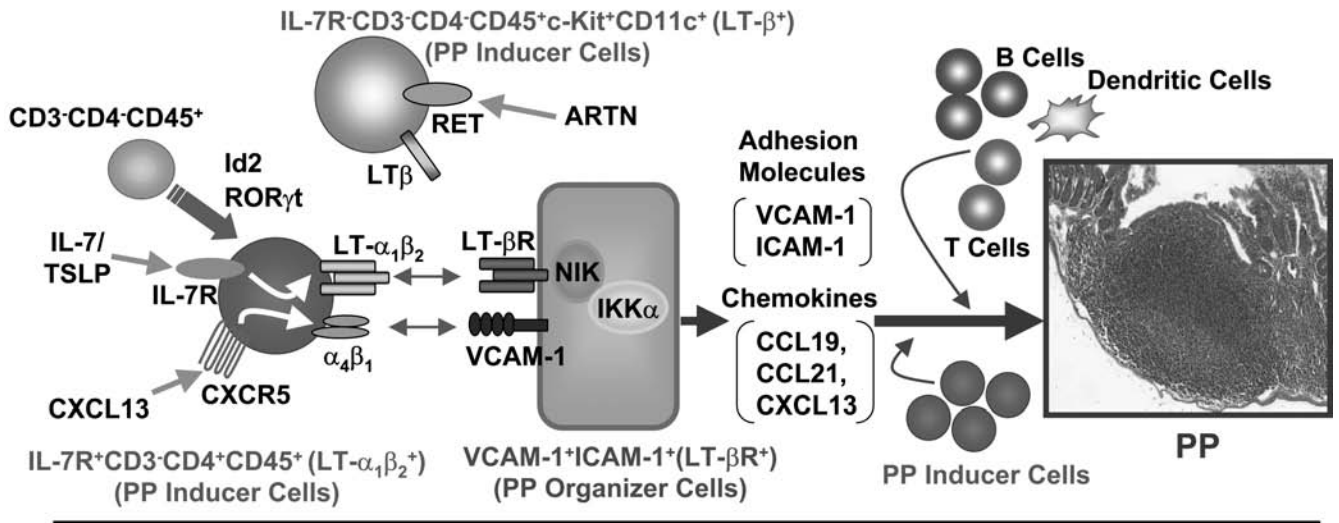 IL-7R⁻CD3⁻CD4⁻CD45⁺c-Kit⁺CD11c⁺ (LT-β⁺)
(PP Inducer Cells)
CD3⁻CD4⁻CD45⁺
Id2
RORγt
RET
ARTN
LTβ
IL-7/
TSLP
IL-7R
LT-α₁β₂
α₄β₁
CXCL13
CXCR5
IL-7R⁺CD3⁻CD4⁺CD45⁺ (LT-α₁β₂⁺)
(PP Inducer Cells)
LT-βR
NIK
IKKα
VCAM-1
VCAM-1⁺ICAM-1⁺(LT-βR⁺)
(PP Organizer Cells)
Adhesion
Molecules
VCAM-1
ICAM-1
Chemokines
CCL19,
CCL21,
CXCL13
B Cells
Dendritic Cells
T Cells
PP Inducer Cells
PP